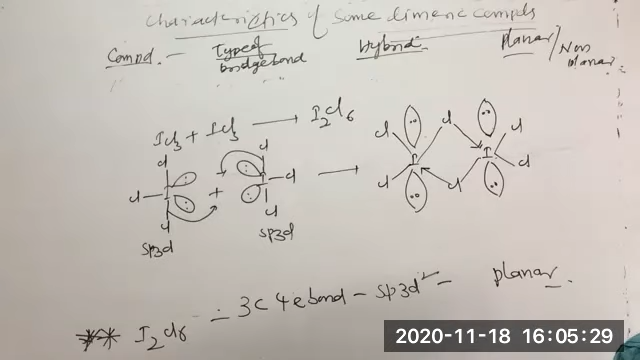 Characteristics of Some dimeric compds
Compd. - Type of bridge bond Hybrid. Planar/Non planar
ICl3 + ICl3 → I2Cl6
Cl Cl Cl Cl Cl Cl
Cl - I + I - Cl → I I
Cl Cl Cl Cl Cl
sp3d sp3d
** I2Cl6 = 3C 4e bond - sp3d2 - planar.
2020-11-18 16:05:29